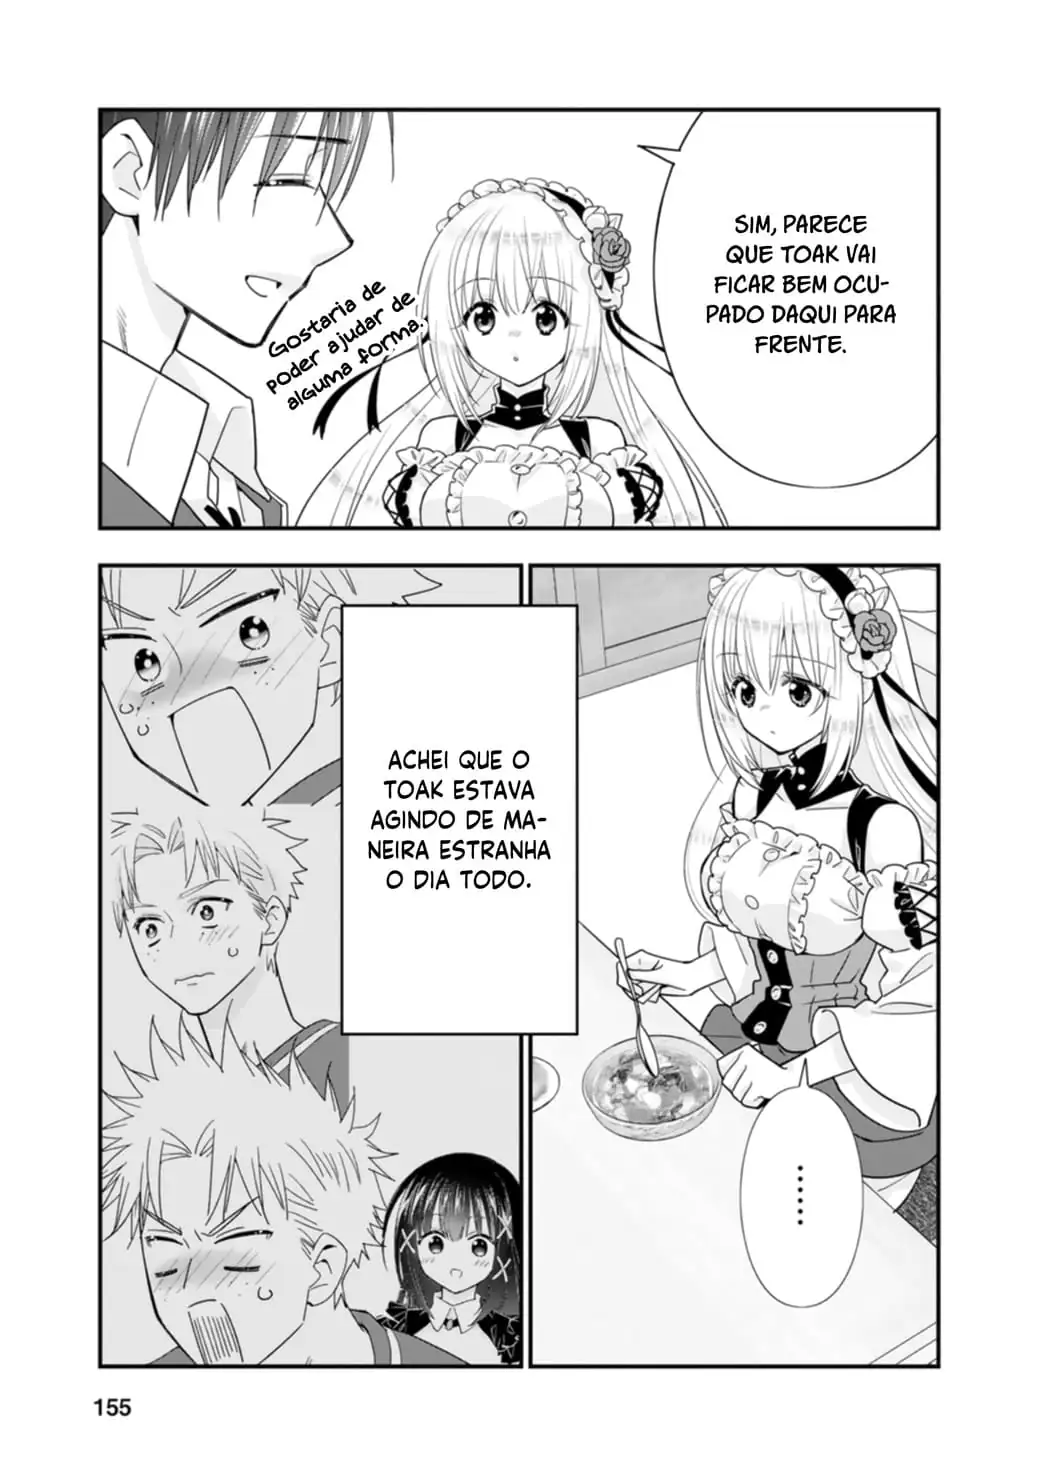 SIM, PARECE
QUE TOAK VAI
FICAR BEM OCU-
PADO DAQUI PARA
FRENTE.
Gostaria de
poder ajudar de
alguma forma.
......
ACHEI QUE O
TOAK ESTAVA
AGINDO DE MA-
NEIRA ESTRANHA
O DIA TODO.
155